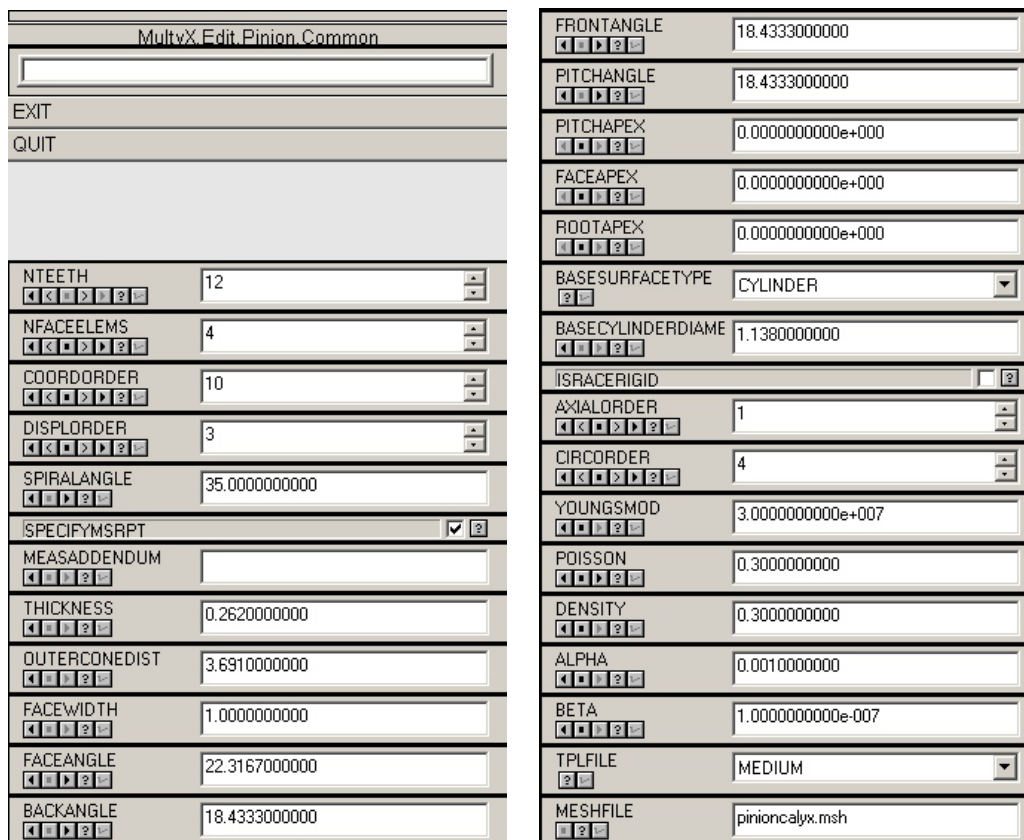 MultyX.Edit.Pinion.Common
EXIT
QUIT
NTEETH
12
NFACEELEMS
4
COORDORDER
10
DISPLORDER
3
SPIRALANGLE
35.0000000000
SPECIFYMSRPT
MEASADDENDUM
THICKNESS
0.2620000000
OUTERCONEDIST
3.6910000000
FACEWIDTH
1.0000000000
FACEANGLE
22.3167000000
BACKANGLE
18.4333000000
FRONTANGLE
18.4333000000
PITCHANGLE
18.4333000000
PITCHAPEX
0.0000000000e+000
FACEAPEX
0.0000000000e+000
ROOTAPEX
0.0000000000e+000
BASESURFACETYPE
CYLINDER
BASECYLINDERDIAME
1.1380000000
ISRACERIGID
AXIALORDER
1
CIRCORDER
4
YOUNGSMOD
3.0000000000e+007
POISSON
0.3000000000
DENSITY
0.3000000000
ALPHA
0.0010000000
BETA
1.0000000000e-007
TPLFILE
MEDIUM
MESHFILE
pinioncalyx.msh